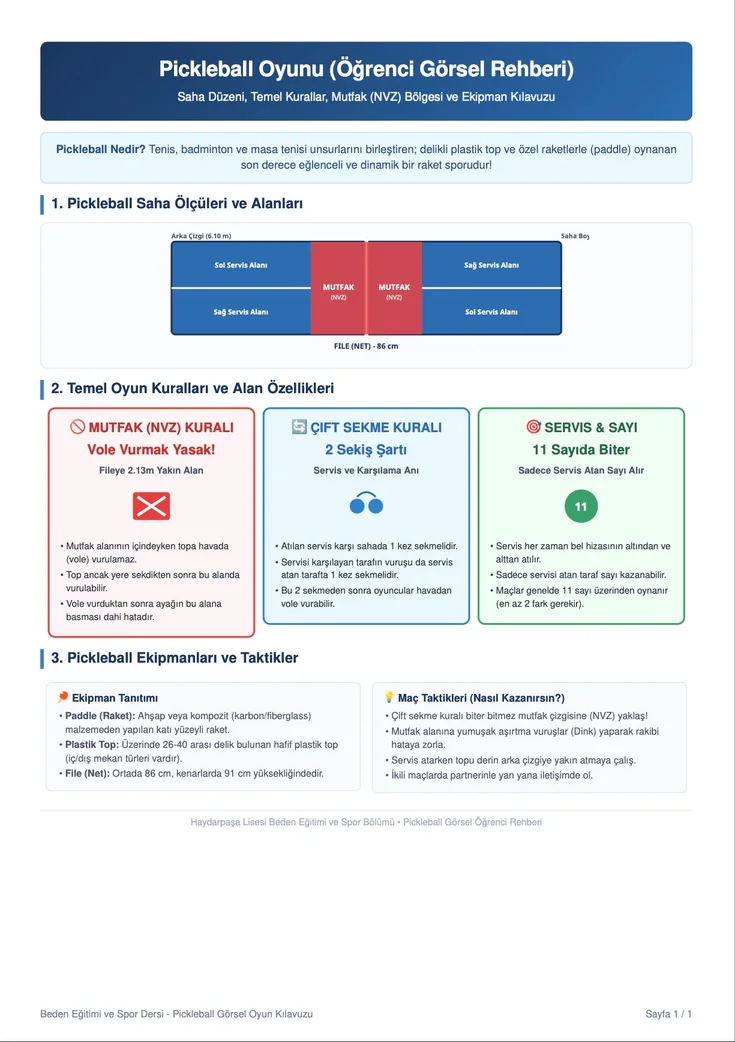 Pickleball Oyunu (Öğrenci Görsel Rehberi)
Saha Düzeni, Temel Kurallar, Mutfak (NVZ) Bölgesi ve Ekipman Kılavuzu
Pickleball Nedir? Tenis, badminton ve masa tenisi unsurlarını birleştiren; delikli plastik top ve özel raketlerle (paddle) oynanan
son derece eğlenceli ve dinamik bir raket sporudur!
1. Pickleball Saha Ölçüleri ve Alanları
Arka Çizgi (6.10 m)
Saha Boy
Sol Servis Alanı
Sağ Servis Alanı
MUTFAK
(NVZ)
MUTFAK
(NVZ)
Sağ Servis Alanı
Sol Servis Alanı
FILE (NET) - 86 cm
2. Temel Oyun Kuralları ve Alan Özellikleri
MUTFAK (NVZ) KURALI
Vole Vurmak Yasak!
Fileye 2.13m Yakın Alan
• Mutfak alanının içindeyken topa havada
(vole) vurulamaz.
• Top ancak yere sekdikten sonra bu alanda
vurulabilir.
• Vole vurduktan sonra ayağın bu alana
basması dahi hatadır.
ÇIFT SEKME KURALI
2 Sekiş Şartı
Servis ve Karşılama Anı
• Atılan servis karşı sahada 1 kez sekmelidir.
• Servisi karşılayan tarafın vuruşu da servis
atan tarafta 1 kez sekmelidir.
• Bu 2 sekmeden sonra oyuncular havadan
vole vurabilir.
SERVIS & SAYI
11 Sayıda Biter
Sadece Servis Atan Sayı Alır
11
• Servis her zaman bel hizasının altından ve
alttan atılır.
• Sadece servisi atan taraf sayı kazanabilir.
• Maçlar genelde 11 sayı üzerinden oynanır
(en az 2 fark gerekir).
3. Pickleball Ekipmanları ve Taktikler
Ekipman Tanıtımı
• Paddle (Raket): Ahşap veya kompozit (karbon/fiberglass)
malzemeden yapılan katı yüzeyli raket.
• Plastik Top: Üzerinde 26-40 arası delik bulunan hafif plastik top
(iç/dış mekan türleri vardır).
• File (Net): Ortada 86 cm, kenarlarda 91 cm yüksekliğindedir.
Maç Taktikleri (Nasıl Kazanırsın?)
• Çift sekme kuralı biter bitmez mutfak çizgisine (NVZ) yaklaş!
• Mutfak alanına yumuşak aşırtma vuruşlar (Dink) yaparak rakibi
hataya zorla.
• Servis atarken topu derin arka çizgiye yakın atmaya çalış.
• İkili maçlarda partnerinle yan yana iletişimde ol.
Haydarpaşa Lisesi Beden Eğitimi ve Spor Bölümü • Pickleball Görsel Öğrenci Rehberi
Beden Eğitimi ve Spor Dersi - Pickleball Görsel Oyun Kılavuzu
Sayfa 1 / 1